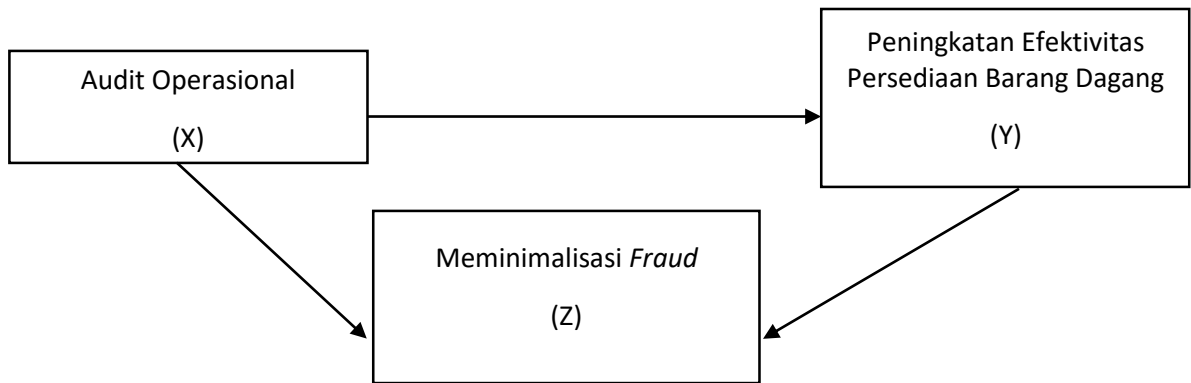 Audit Operasional
(X)
Peningkatan Efektivitas
Persediaan Barang Dagang
(Y)
Meminimalisasi Fraud
(Z)